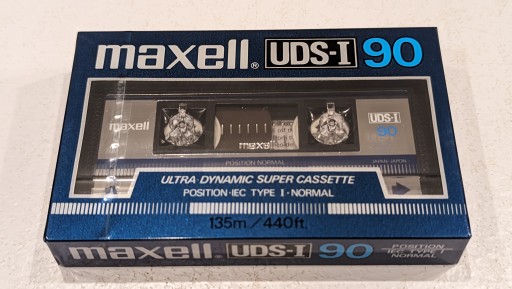 maxell® UDS-I 90
maxell
UDS-I
90
maxell
POSITION NORMAL
JAPAN JAPON
ULTRA-DYNAMIC SUPER CASSETTE
POSITION·IEC TYPE I·NORMAL
A
135m/440ft.
maxell UDS-I 90
POSITION
IEC TYPE I
NORMAL